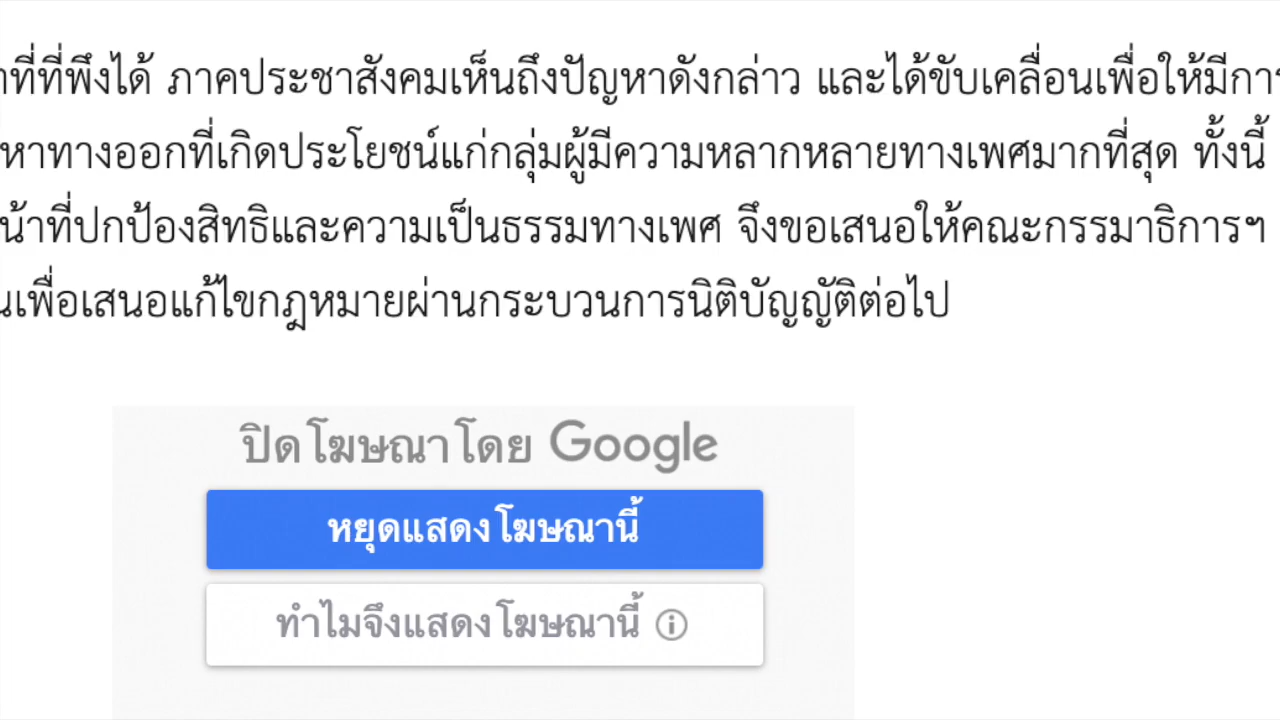 ที่ที่พึงได้ ภาคประชาสังคมเห็นถึงปัญหาดังกล่าว และได้ขับเคลื่อนเพื่อให้มีการ
หาทางออกที่เกิดประโยชน์แก่กลุ่มผู้มีความหลากหลายทางเพศมากที่สุด ทั้งนี้
น้าที่ปกป้องสิทธิและความเป็นธรรมทางเพศ จึงขอเสนอให้คณะกรรมาธิการฯ
นเพื่อเสนอแก้ไขกฎหมายผ่านกระบวนการนิติบัญญัติต่อไป
ปิดโฆษณาโดย Google
หยุดแสดงโฆษณานี้
ทำไมจึงแสดงโฆษณานี้